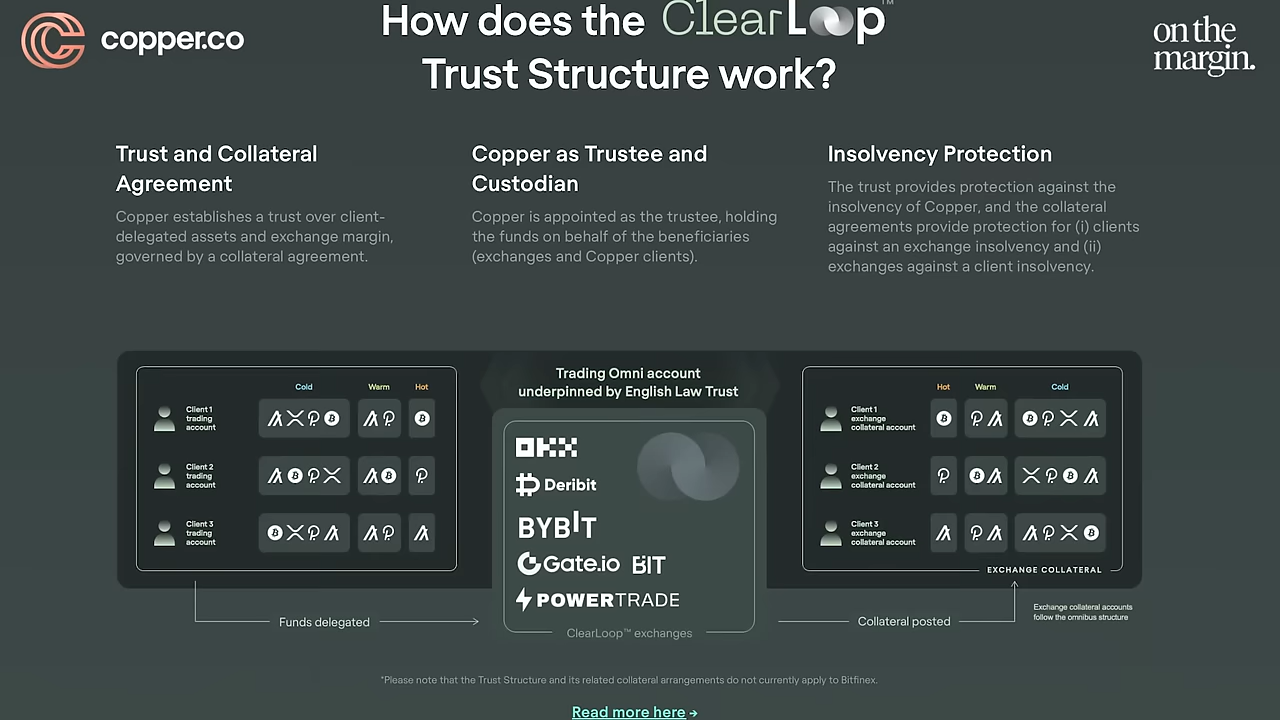 copper.co
How does the ClearLoop™
Trust Structure work?
on the
margin.
Trust and Collateral
Agreement
Copper establishes a trust over client-
delegated assets and exchange margin,
governed by a collateral agreement.
Copper as Trustee and
Custodian
Copper is appointed as the trustee, holding
the funds on behalf of the beneficiaries
(exchanges and Copper clients).
Insolvency Protection
The trust provides protection against the
insolvency of Copper, and the collateral
agreements provide protection for (i) clients
against an exchange insolvency and (ii)
exchanges against a client insolvency.
Cold Warm Hot
Client 1
trading
account
Client 2
trading
account
Client 3
trading
account
Trading Omni account
underpinned by English Law Trust
OKX
Deribit
BYBIT
Gate.io BIT
POWERTRADE
ClearLoop™ exchanges
Hot Warm Cold
Client 1
exchange
collateral account
Client 2
exchange
collateral account
Client 3
exchange
collateral account
EXCHANGE COLLATERAL
Funds delegated
Collateral posted
Exchange collateral accounts
follow the omnibus structure
*Please note that the Trust Structure and its related collateral arrangements do not currently apply to Bitfinex.
Read more here →